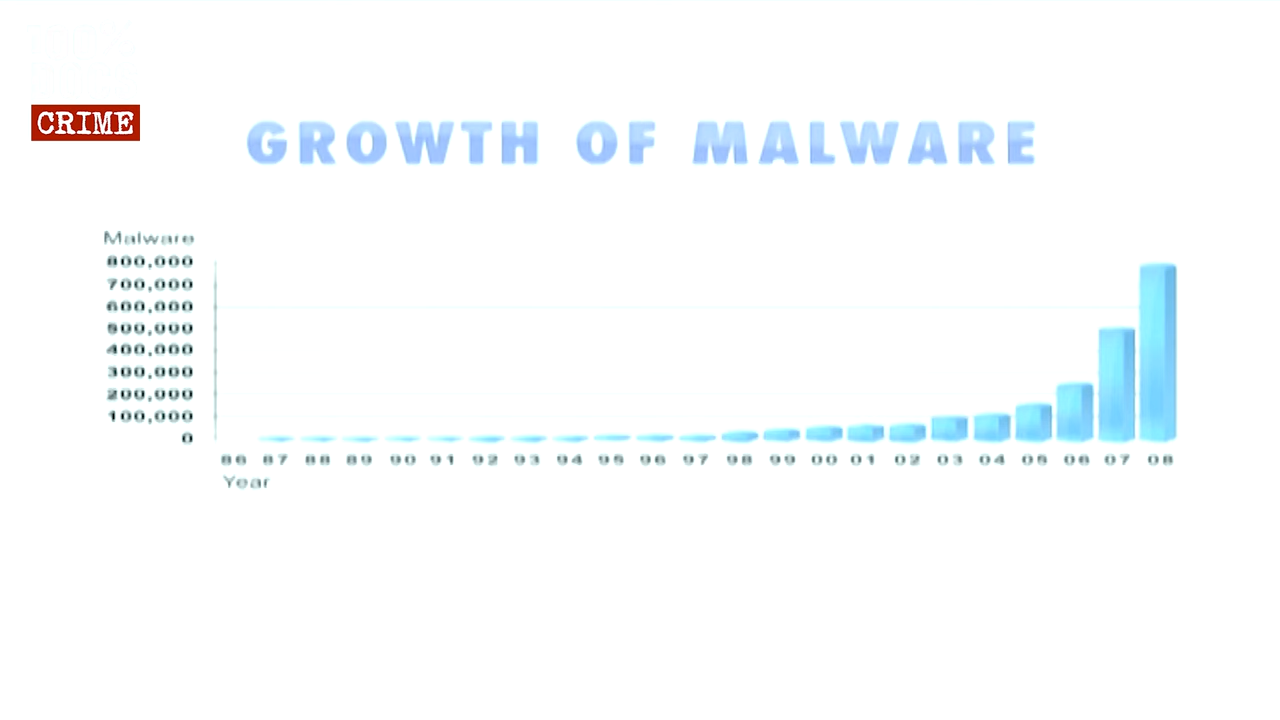 CRIME
GROWTH OF MALWARE
Malware
800,000
700,000
600,000
500,000
400,000
300,000
200,000
100,000
0
86 87 88 89 90 91 92 93 94 95 96 97 98 99 00 01 02 03 04 05 06 07 08
Year